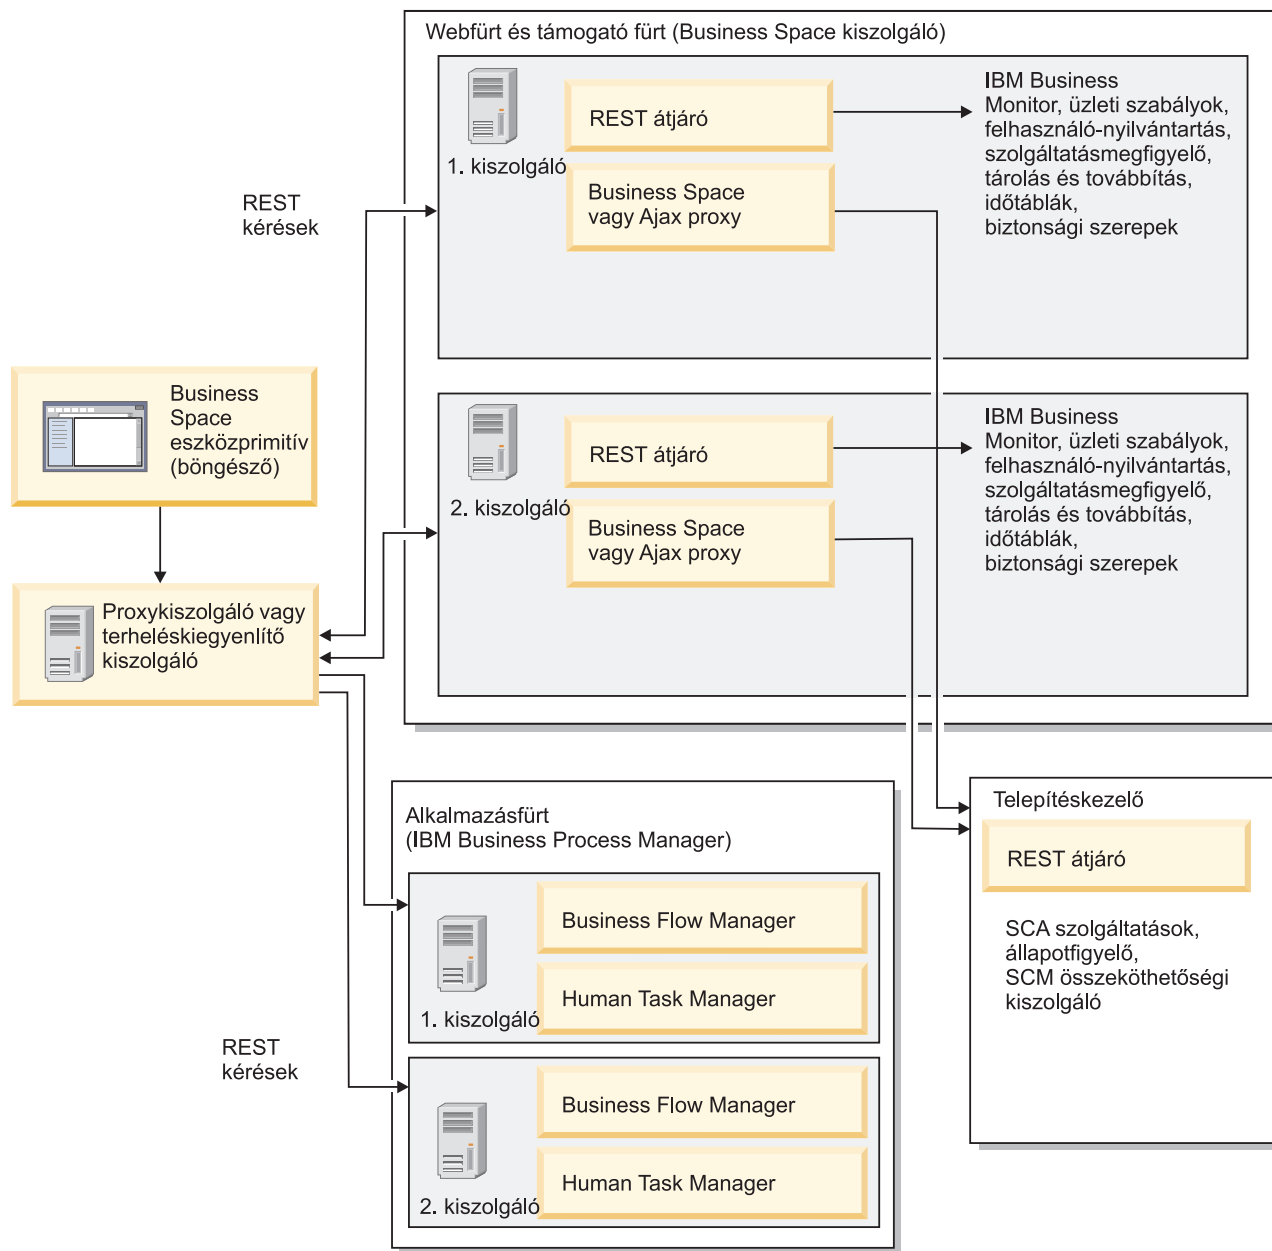 Webfürt és támogató fürt (Business Space kiszolgáló)
1. kiszolgáló
REST átjáró
Business Space
vagy Ajax proxy
IBM Business
Monitor, üzleti szabályok,
felhasználó-nyilvántartás,
szolgáltatásmegfigyelő,
tárolás és továbbítás,
időtáblák,
biztonsági szerepek
REST
kérések
2. kiszolgáló
REST átjáró
Business Space
vagy Ajax proxy
IBM Business
Monitor, üzleti szabályok,
felhasználó-nyilvántartás,
szolgáltatásmegfigyelő,
tárolás és továbbítás,
időtáblák,
biztonsági szerepek
Business
Space
eszközprimitív
(böngésző)
Proxykiszolgáló vagy
terheléskiegyenlítő
kiszolgáló
Alkalmazásfürt
(IBM Business Process Manager)
1. kiszolgáló
Business Flow Manager
Human Task Manager
REST
kérések
2. kiszolgáló
Business Flow Manager
Human Task Manager
Telepítéskezelő
REST átjáró
SCA szolgáltatások,
állapotfigyelő,
SCM összeköthetőségi
kiszolgáló